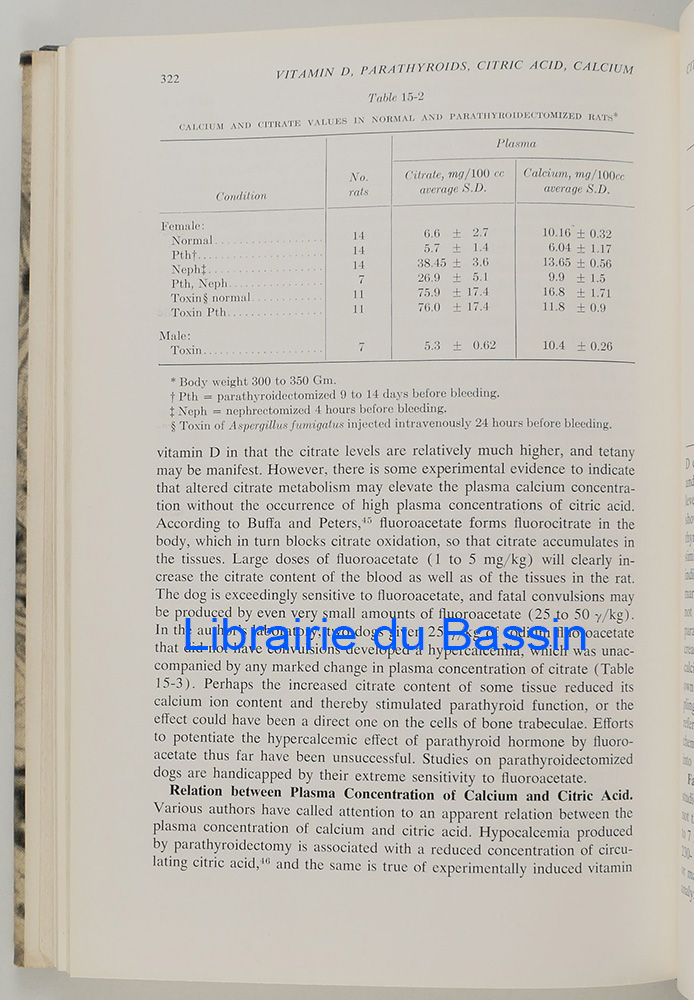 322 VITAMIN D, PARATHYROIDS, CITRIC ACID, CALCIUM
Table 15-2
CALCIUM AND CITRATE VALUES IN NORMAL AND PARATHYROIDECTOMIZED RATS*
Plasma
Condition No. rats Citrate, mg/100 cc average S.D. Calcium, mg/100cc average S.D.
Female:
Normal 14 6.6 ± 2.7 10.16 ± 0.32
Pth† 14 5.7 ± 1.4 6.04 ± 1.17
Neph‡ 14 38.45 ± 3.6 13.65 ± 0.56
Pth, Neph 7 26.9 ± 5.1 9.9 ± 1.5
Toxin§ normal 11 75.9 ± 17.4 16.8 ± 1.71
Toxin Pth 11 76.0 ± 17.4 11.8 ± 0.9
Male:
Toxin 7 5.3 ± 0.62 10.4 ± 0.26
* Body weight 300 to 350 Gm.
† Pth = parathyroidectomized 9 to 14 days before bleeding.
‡ Neph = nephrectomized 4 hours before bleeding.
§ Toxin of Aspergillus fumigatus injected intravenously 24 hours before bleeding.
vitamin D in that the citrate levels are relatively much higher, and tetany
may be manifest. However, there is some experimental evidence to indicate
that altered citrate metabolism may elevate the plasma calcium concentra-
tion without the occurrence of high plasma concentrations of citric acid.
According to Buffa and Peters,45 fluoroacetate forms fluorocitrate in the
body, which in turn blocks citrate oxidation, so that citrate accumulates in
the tissues. Large doses of fluoroacetate (1 to 5 mg/kg) will clearly in-
crease the citrate content of the blood as well as of the tissues in the rat.
The dog is exceedingly sensitive to fluoroacetate, and fatal convulsions may
be produced by even very small amounts of fluoroacetate (25 to 50 γ/kg).
In the author's laboratory, two dogs given 25 fluoroacetate
that did not have convulsions developed hypercalcemia, which was unac-
Librairie du Bassin
companied by any marked change in plasma concentration of citrate (Table
15-3). Perhaps the increased citrate content of some tissue reduced its
calcium ion content and thereby stimulated parathyroid function, or the
effect could have been a direct one on the cells of bone trabeculae. Efforts
to potentiate the hypercalcemic effect of parathyroid hormone by fluoro-
acetate thus far have been unsuccessful. Studies on parathyroidectomized
dogs are handicapped by their extreme sensitivity to fluoroacetate.
Relation between Plasma Concentration of Calcium and Citric Acid.
Various authors have called attention to an apparent relation between the
plasma concentration of calcium and citric acid. Hypocalcemia produced
by parathyroidectomy is associated with a reduced concentration of circu-
lating citric acid,46 and the same is true of experimentally induced vitamin